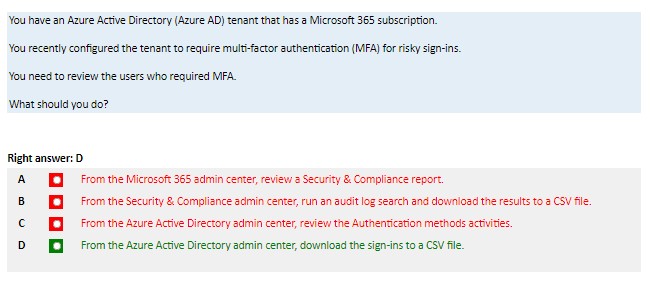 You have an Azure Active Directory (Azure AD) tenant that has a Microsoft 365 subscription.
You recently configured the tenant to require multi-factor authentication (MFA) for risky sign-ins.
You need to review the users who required MFA.
What should you do?
Right answer: D
A From the Microsoft 365 admin center, review a Security & Compliance report.
B From the Security & Compliance admin center, run an audit log search and download the results to a CSV file.
C From the Azure Active Directory admin center, review the Authentication methods activities.
D From the Azure Active Directory admin center, download the sign-ins to a CSV file.